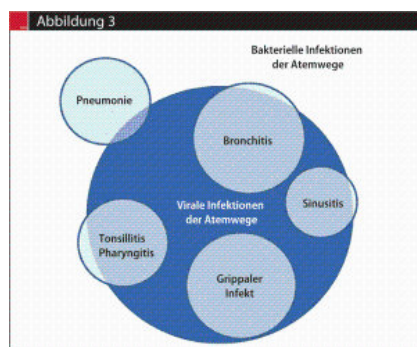 Abbildung 3
Bakterielle Infektionen
der Atemwege
Pneumonie
Bronchitis
Virale Infektionen
der Atemwege
Sinusitis
Tonsillitis
Pharyngitis
Grippaler
Infekt